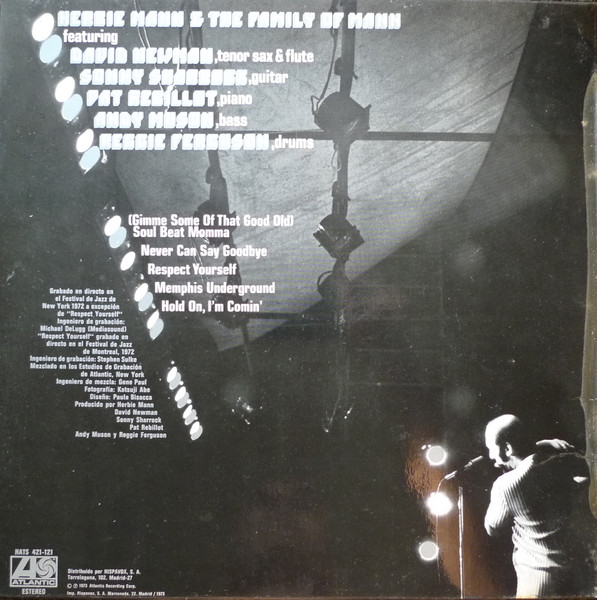 HERBIE MANN & THE FAMILY OF MANN
featuring
DAVID NEWMAN, tenor sax & flute
SONNY SHARROCK, guitar
PAT REBILLOT, piano
ANDY MUSON, bass
REGGIE FERGUSON, drums
(Gimme Some Of That Good Old)
Soul Beat Momma
Never Can Say Goodbye
Respect Yourself
Memphis Underground
Hold On, I'm Comin'
Grabado en directo en
el Festival de Jazz de
New York 1972 a excepción
de "Respect Yourself"
Ingeniero de grabación:
Michael DeLugg (Mediasound)
"Respect Yourself" grabado en
directo en el Festival de Jazz
de Montreal, 1972
Ingeniero de grabación: Stephen Sulke
Mezclado en los Estudios de Grabación
de Atlantic, New York
Ingeniero de mezcla: Gene Paul
Fotografía: Katsuji Abe
Diseño: Paula Bisacca
Producido por Herbie Mann
David Newman
Sonny Sharrock
Pat Rebillot
Andy Muson y Reggie Ferguson
HATS 421-121
ATLANTIC
ESTEREO
Distribuido por HISPAVOX, S. A.
Torrelaguna, 102. Madrid-27
© ℗ 1973 Atlantic Recording Corp.
Imp. Hispanex, S. A. Marconado, 22. Madrid / 1973